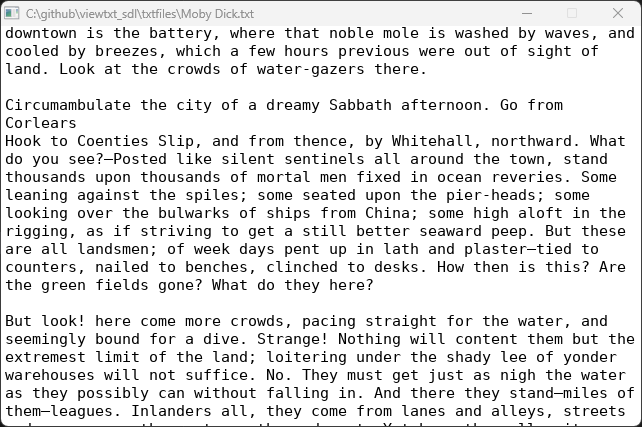 C:\github\viewtxt_sdl\txtfiles\Moby Dick.txt
downtown is the battery, where that noble mole is washed by waves, and
cooled by breezes, which a few hours previous were out of sight of
land. Look at the crowds of water-gazers there.
Circumambulate the city of a dreamy Sabbath afternoon. Go from
Corlears
Hook to Coenties Slip, and from thence, by Whitehall, northward. What
do you see?—Posted like silent sentinels all around the town, stand
thousands upon thousands of mortal men fixed in ocean reveries. Some
leaning against the spiles; some seated upon the pier-heads; some
looking over the bulwarks of ships from China; some high aloft in the
rigging, as if striving to get a still better seaward peep. But these
are all landsmen; of week days pent up in lath and plaster—tied to
counters, nailed to benches, clinched to desks. How then is this? Are
the green fields gone? What do they here?
But look! here come more crowds, pacing straight for the water, and
seemingly bound for a dive. Strange! Nothing will content them but the
extremest limit of the land; loitering under the shady lee of yonder
warehouses will not suffice. No. They must get just as nigh the water
as they possibly can without falling in. And there they stand—miles of
them—leagues. Inlanders all, they come from lanes and alleys, streets